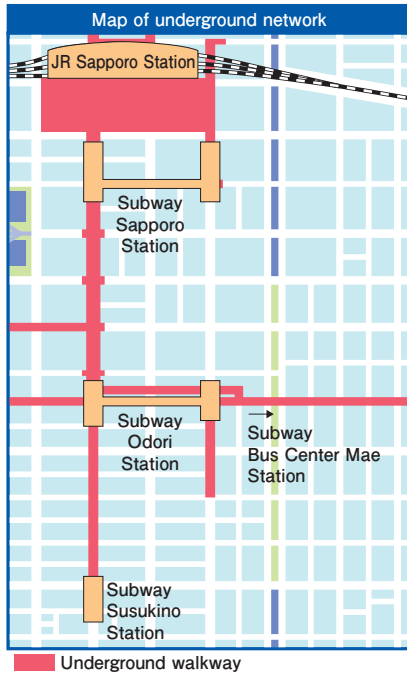 Map of underground network
JR Sapporo Station
Subway
Sapporo
Station
Subway
Odori
Station
Subway
Bus Center Mae
Station
Subway
Susukino
Station
Underground walkway